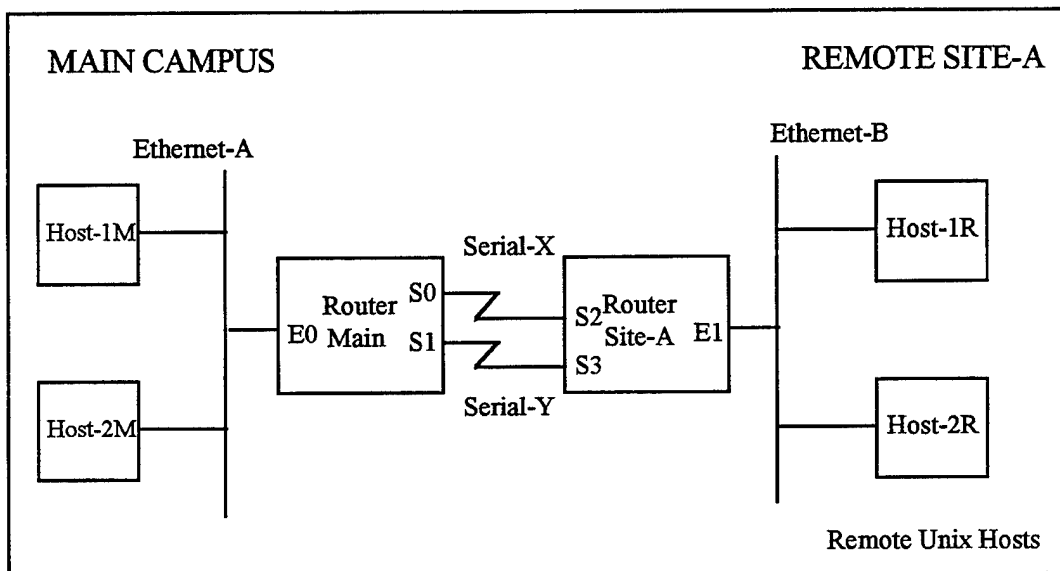 MAIN CAMPUS
REMOTE SITE-A
Ethernet-A
Ethernet-B
Host-1M
Host-1R
Serial-X
Router
Main
E0
S0
S1
S2
S3
Router
Site-A
E1
Serial-Y
Host-2M
Host-2R
Remote Unix Hosts